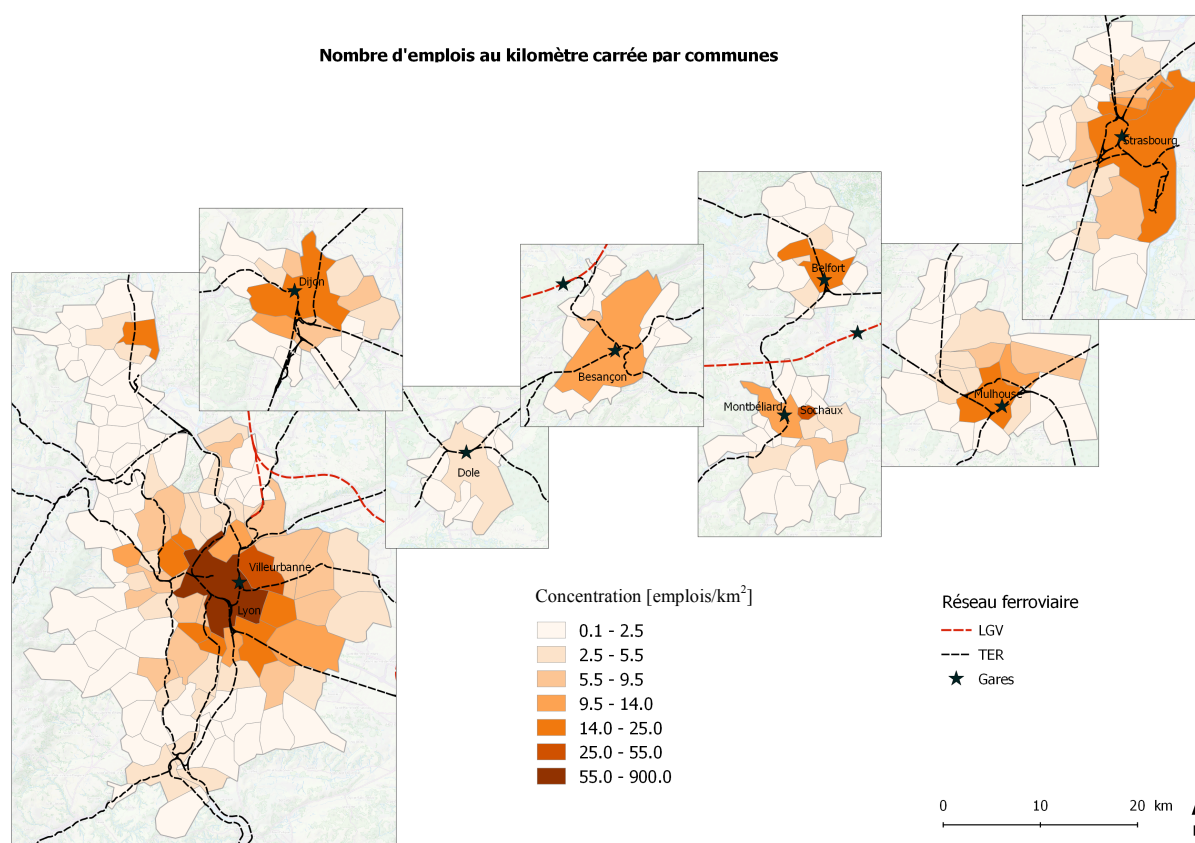 Nombre d'emplois au kilomètre carrée par communes
Strasbourg
Dijon
Belfort
Besançon
Mulhouse
Montbéliard
Sochaux
Dole
Villeurbanne
Lyon
Concentration [emplois/km²]
0.1 - 2.5
2.5 - 5.5
5.5 - 9.5
9.5 - 14.0
14.0 - 25.0
25.0 - 55.0
55.0 - 900.0
Réseau ferroviaire
LGV
TER
Gares
0 10 20 km